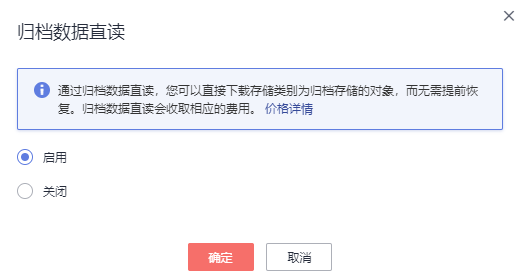 归档数据直读
通过归档数据直读，您可以直接下载存储类别为归档存储的对象，而无需提前恢
复。归档数据直读会收取相应的费用。 价格详情
启用
关闭
确定
取消